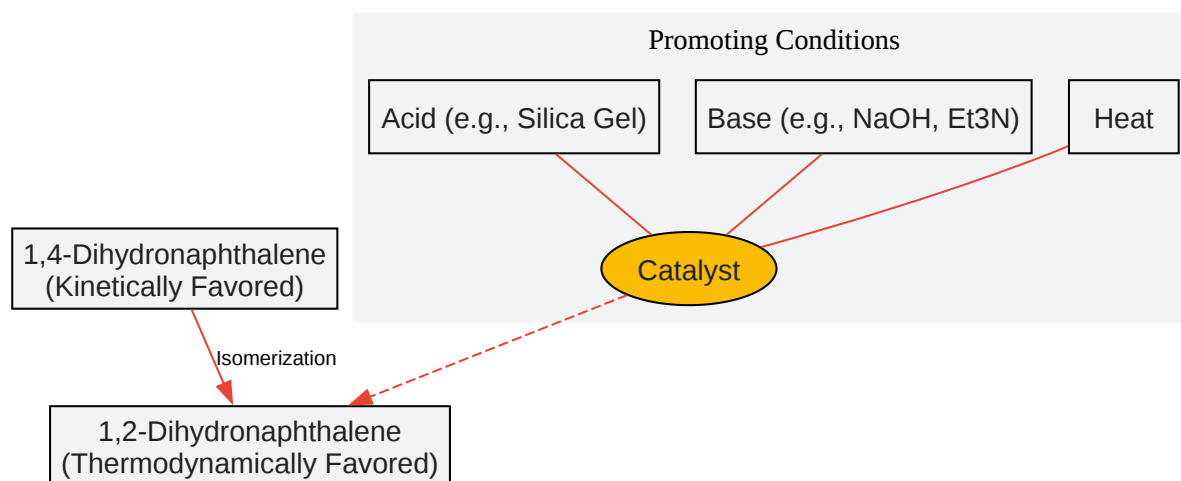 Promoting Conditions
Acid (e.g., Silica Gel)
Base (e.g., NaOH, Et3N)
Heat
Catalyst
1,4-Dihydronaphthalene
(Kinetically Favored)
Isomerization
1,2-Dihydronaphthalene
(Thermodynamically Favored)